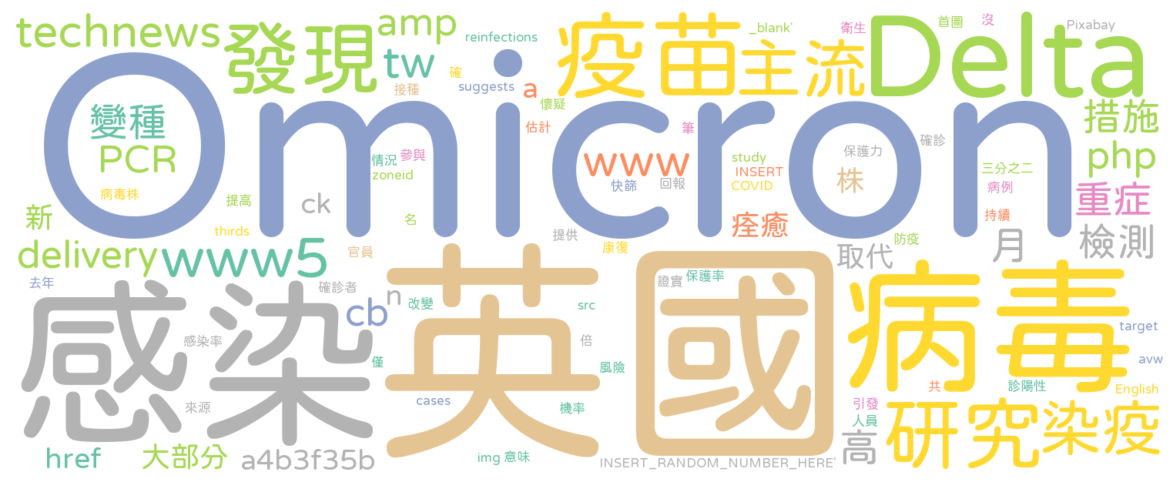 technews
發現
amp
reinfections
疫苗
主流
_blank'
Delta
衛生
首圖
沒
Pixabay
tw
接種
確
suggests
a
懷疑
Omicron
變種
PCR
估計
筆
措施
php
情況
參與
zoneid
www
快篩
回報
study
INSERT
COVID
保護力
確診
株
三分之二
病例
重症
病毒株
提高
ck
名
新
thirds
痊癒
持續
檢測
月
取代
防疫
delivery
www5
官員
提供
康復
去年
確診者
n
cb
改變
證實
保護率
src
倍
感染
英國
病毒
target
avw
感染率
僅
風險
共
診陽性
English
來源
cases
機率
引發
人員
研究
染疫
高
href
大部分
a4b3f35b
img
意味
INSERT_RANDOM_NUMBER_HERE'